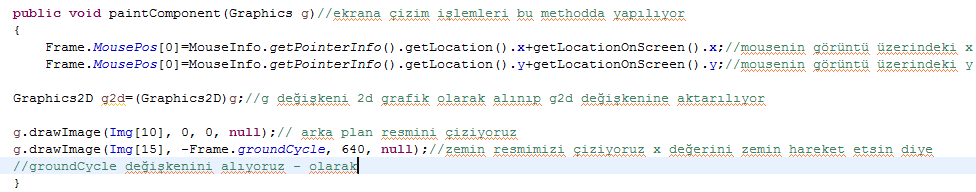 public void paintComponent(Graphics g)//ekrana çizim işlemleri bu methodda yapılıyor
{
Frame.MousePos[0]=MouseInfo.getPointerInfo().getLocation().x+getLocationOnScreen().x;//mousenin görüntü üzerindeki x
Frame.MousePos[0]=MouseInfo.getPointerInfo().getLocation().y+getLocationOnScreen().y;//mousenin görüntü üzerindeki y
Graphics2D g2d=(Graphics2D)g;//g değişkeni 2d grafik olarak alınıp g2d değişkenine aktarılıyor
g.drawImage(Img[10], 0, 0, null);// arka plan resmini çiziyoruz
g.drawImage(Img[15], -Frame.groundCycle, 640, null);//zemin resmimizi çiziyoruz x değerini zemin hareket etsin diye
//groundCycle değişkenini alıyoruz - olarak
}